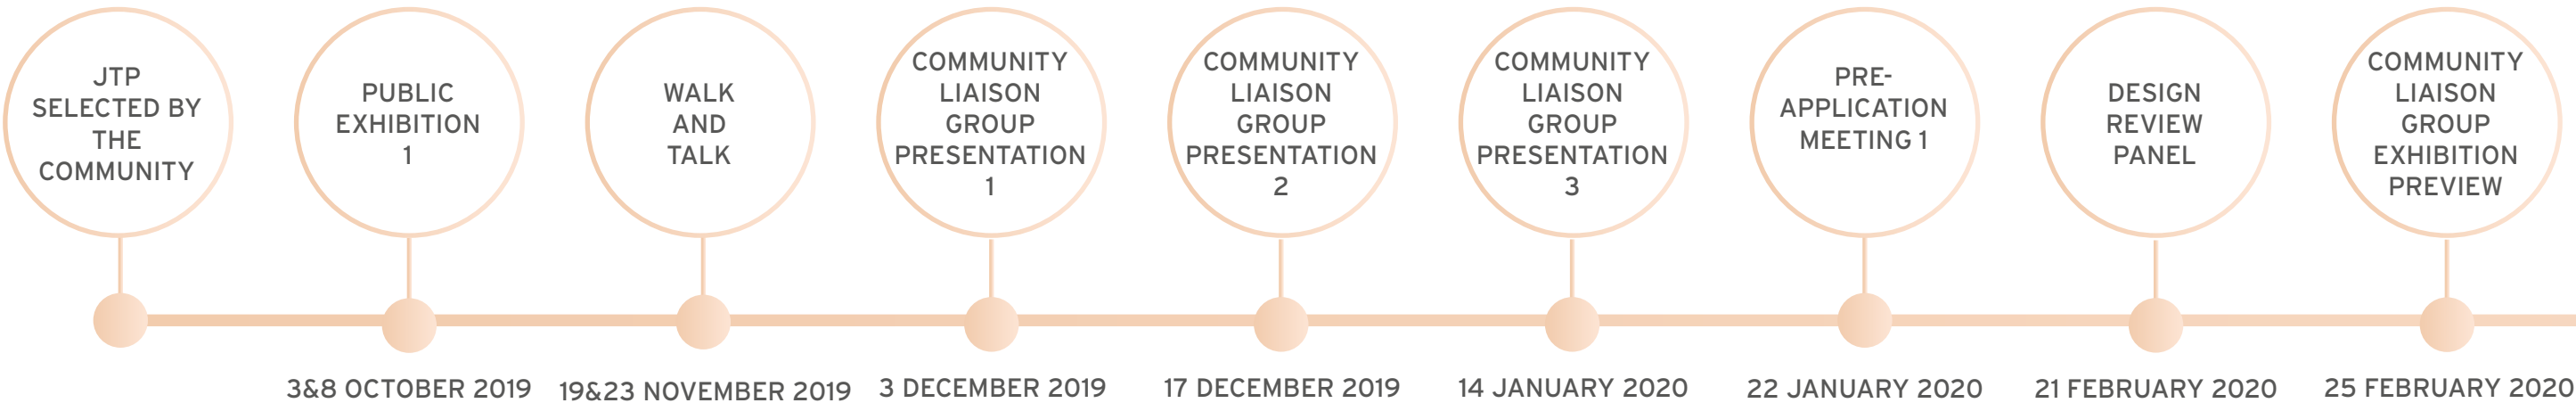 JTP
SELECTED BY
THE
COMMUNITY
PUBLIC
EXHIBITION
1
3&8 OCTOBER 2019
WALK
AND
TALK
19&23 NOVEMBER 2019
COMMUNITY
LIAISON
GROUP
PRESENTATION
1
3 DECEMBER 2019
COMMUNITY
LIAISON
GROUP
PRESENTATION
2
17 DECEMBER 2019
COMMUNITY
LIAISON
GROUP
PRESENTATION
3
14 JANUARY 2020
PRE-
APPLICATION
MEETING 1
22 JANUARY 2020
DESIGN
REVIEW
PANEL
21 FEBRUARY 2020
COMMUNITY
LIAISON
GROUP
EXHIBITION
PREVIEW
25 FEBRUARY 2020